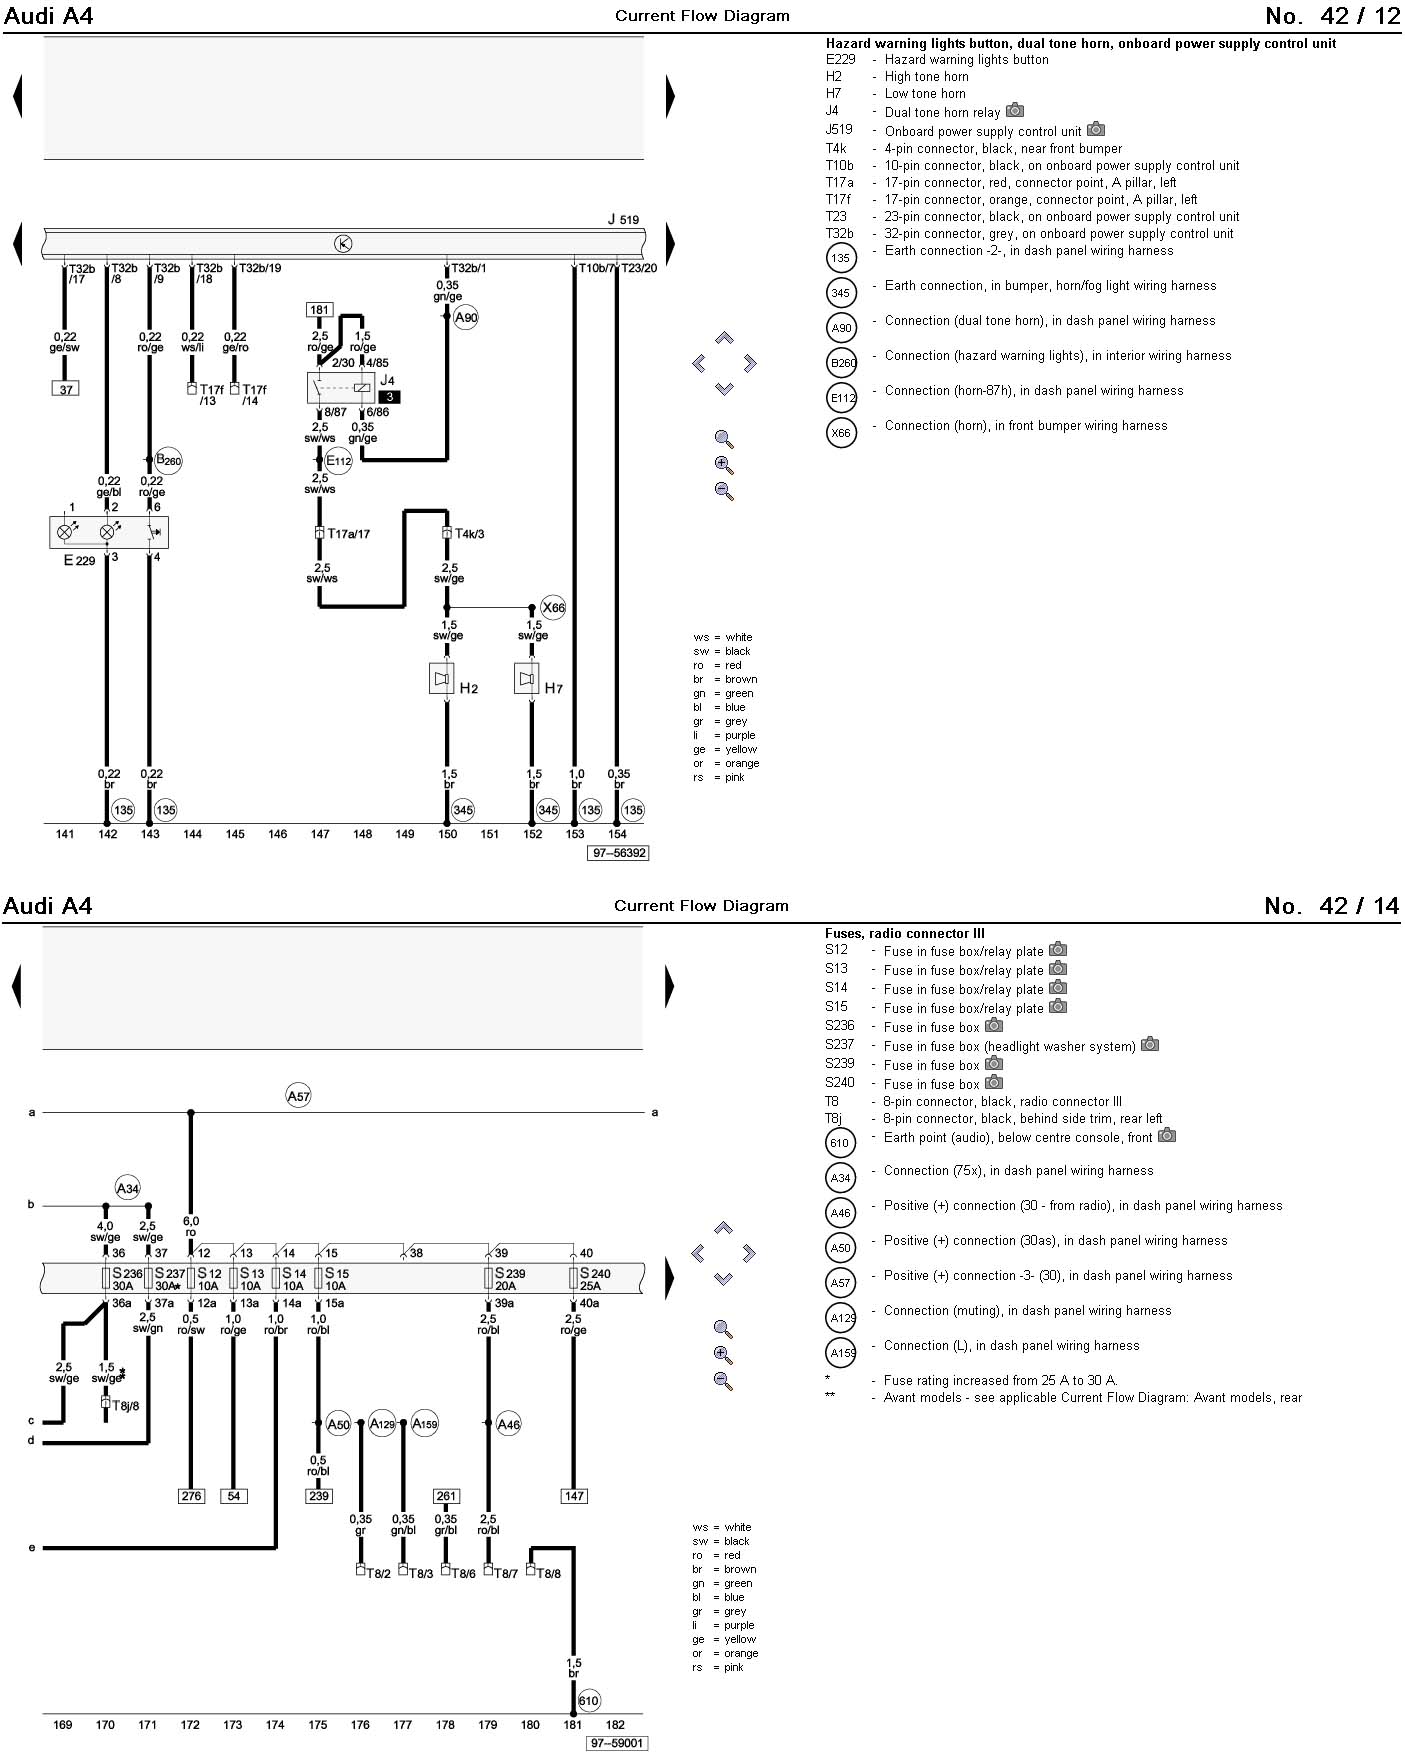 Audi A4
Current Flow Diagram
No. 42 / 12
Hazard warning lights button, dual tone horn, onboard power supply control unit
E229 - Hazard warning lights button
H2 - High tone horn
H7 - Low tone horn
J4 - Dual tone horn relay
J519 - Onboard power supply control unit
T4k - 4-pin connector, black, near front bumper
T10b - 10-pin connector, black, on onboard power supply control unit
T17a - 17-pin connector, red, connector point, A pillar, left
T17f - 17-pin connector, orange, connector point, A pillar, left
T23 - 23-pin connector, black, on onboard power supply control unit
T32b - 32-pin connector, grey, on onboard power supply control unit
135 - Earth connection -2-, in dash panel wiring harness
345 - Earth connection, in bumper, horn/fog light wiring harness
A90 - Connection (dual tone horn), in dash panel wiring harness
B260 - Connection (hazard warning lights), in interior wiring harness
E112 - Connection (horn-87h), in dash panel wiring harness
X66 - Connection (horn), in front bumper wiring harness
J 519
K
T32b/17 T32b/8 T32b/9 T32b/18 T32b/19 T32b/1 T10b/7 T23/20
0,35
gn/ge
181
A90
0,22 0,22 0,22 0,22 2,5 1,5
ge/sw ro/ge ws/li ge/ro ro/ge ro/ge
2/30 4/85
37
T17f/13 T17f/14
J4
3
8/87 6/86
2,5 0,35
sw/ws gn/ge
B260
E112
0,22 0,22 2,5
ge/bl ro/ge sw/ws
1 2 6
T17a/17 T4k/3
E 229 3 4
2,5 2,5
sw/ws sw/ge
X66
1,5 1,5
sw/ge sw/ge
H2 H7
ws = white
sw = black
ro = red
br = brown
gn = green
bl = blue
gr = grey
li = purple
ge = yellow
or = orange
rs = pink
0,22 0,22 1,5 1,5 1,0 0,35
br br br br br br
135 135 345 345 135 135
141 142 143 144 145 146 147 148 149 150 151 152 153 154
97--56392
Audi A4
Current Flow Diagram
No. 42 / 14
Fuses, radio connector III
S12 - Fuse in fuse box/relay plate
S13 - Fuse in fuse box/relay plate
S14 - Fuse in fuse box/relay plate
S15 - Fuse in fuse box/relay plate
S236 - Fuse in fuse box
S237 - Fuse in fuse box (headlight washer system)
S239 - Fuse in fuse box
S240 - Fuse in fuse box
T8 - 8-pin connector, black, radio connector III
T8j - 8-pin connector, black, behind side trim, rear left
610 - Earth point (audio), below centre console, front
A34 - Connection (75x), in dash panel wiring harness
A46 - Positive (+) connection (30 - from radio), in dash panel wiring harness
A50 - Positive (+) connection (30as), in dash panel wiring harness
A57 - Positive (+) connection -3- (30), in dash panel wiring harness
A129 - Connection (muting), in dash panel wiring harness
A159 - Connection (L), in dash panel wiring harness
* - Fuse rating increased from 25 A to 30 A.
** - Avant models - see applicable Current Flow Diagram: Avant models, rear
A57
a a
A34
b
4,0 2,5 6,0
sw/ge sw/ge ro
36 37 12 13 14 15 38 39 40
S 236 S 237 S 12 S 13 S 14 S 15 S 239 S 240
30A 30A* 10A 10A 10A 10A 20A 25A
36a 37a 12a 13a 14a 15a 39a 40a
2,5 0,5 1,0 1,0 1,0 2,5 2,5
sw/gn ro/sw ro/ge ro/br ro/bl ro/bl ro/ge
2,5 1,5
sw/ge sw/ge**
T8j/8
c
d
A50 A129 A159 A46
0,5
ro/bl
276 54 239 261 147
0,35 0,35 0,35 2,5
gr gn/bl gr/bl ro/bl
e
T8/2 T8/3 T8/6 T8/7 T8/8
ws = white
sw = black
ro = red
br = brown
gn = green
bl = blue
gr = grey
li = purple
ge = yellow
or = orange
rs = pink
1,5
br
610
169 170 171 172 173 174 175 176 177 178 179 180 181 182
97--59001